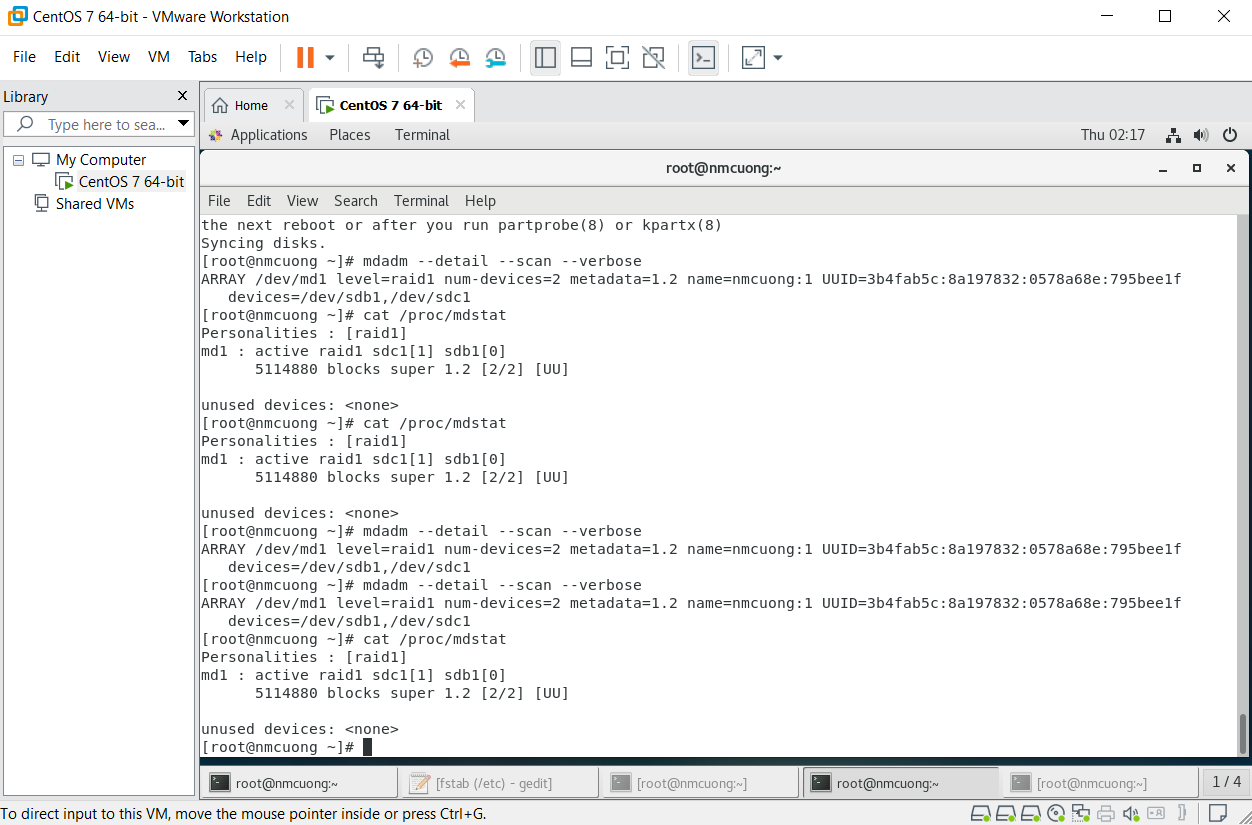 CentOS 7 64-bit - VMware Workstation
File Edit View VM Tabs Help
Library
Type here to sea...
My Computer
CentOS 7 64-bit
Shared VMs
Home
CentOS 7 64-bit
Applications Places Terminal
Thu 02:17
root@nmcuong:~
File Edit View Search Terminal Help
the next reboot or after you run partprobe(8) or kpartx(8)
Syncing disks.
[root@nmcuong ~]# mdadm --detail --scan --verbose
ARRAY /dev/md1 level=raid1 num-devices=2 metadata=1.2 name=nmcuong:1 UUID=3b4fab5c:8a197832:0578a68e:795bee1f
   devices=/dev/sdb1,/dev/sdc1
[root@nmcuong ~]# cat /proc/mdstat
Personalities : [raid1]
md1 : active raid1 sdc1[1] sdb1[0]
      5114880 blocks super 1.2 [2/2] [UU]
unused devices: <none>
[root@nmcuong ~]# cat /proc/mdstat
Personalities : [raid1]
md1 : active raid1 sdc1[1] sdb1[0]
      5114880 blocks super 1.2 [2/2] [UU]
unused devices: <none>
[root@nmcuong ~]# mdadm --detail --scan --verbose
ARRAY /dev/md1 level=raid1 num-devices=2 metadata=1.2 name=nmcuong:1 UUID=3b4fab5c:8a197832:0578a68e:795bee1f
   devices=/dev/sdb1,/dev/sdc1
[root@nmcuong ~]# mdadm --detail --scan --verbose
ARRAY /dev/md1 level=raid1 num-devices=2 metadata=1.2 name=nmcuong:1 UUID=3b4fab5c:8a197832:0578a68e:795bee1f
   devices=/dev/sdb1,/dev/sdc1
[root@nmcuong ~]# cat /proc/mdstat
Personalities : [raid1]
md1 : active raid1 sdc1[1] sdb1[0]
      5114880 blocks super 1.2 [2/2] [UU]
unused devices: <none>
[root@nmcuong ~]#
root@nmcuong:~
[fstab (/etc) - gedit]
[root@nmcuong:~]
root@nmcuong:~
[root@nmcuong:~]
1 / 4
To direct input to this VM, move the mouse pointer inside or press Ctrl+G.